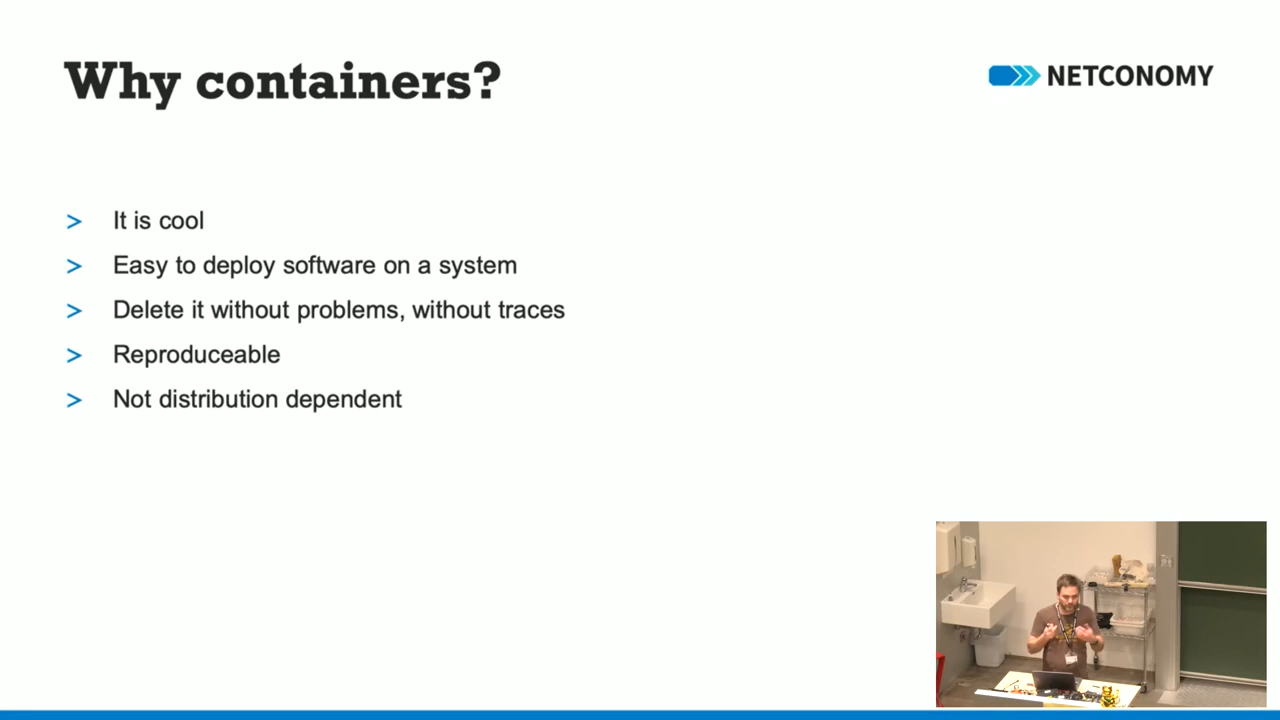 Why containers?
NETCONOMY
> It is cool
> Easy to deploy software on a system
> Delete it without problems, without traces
> Reproduceable
> Not distribution dependent